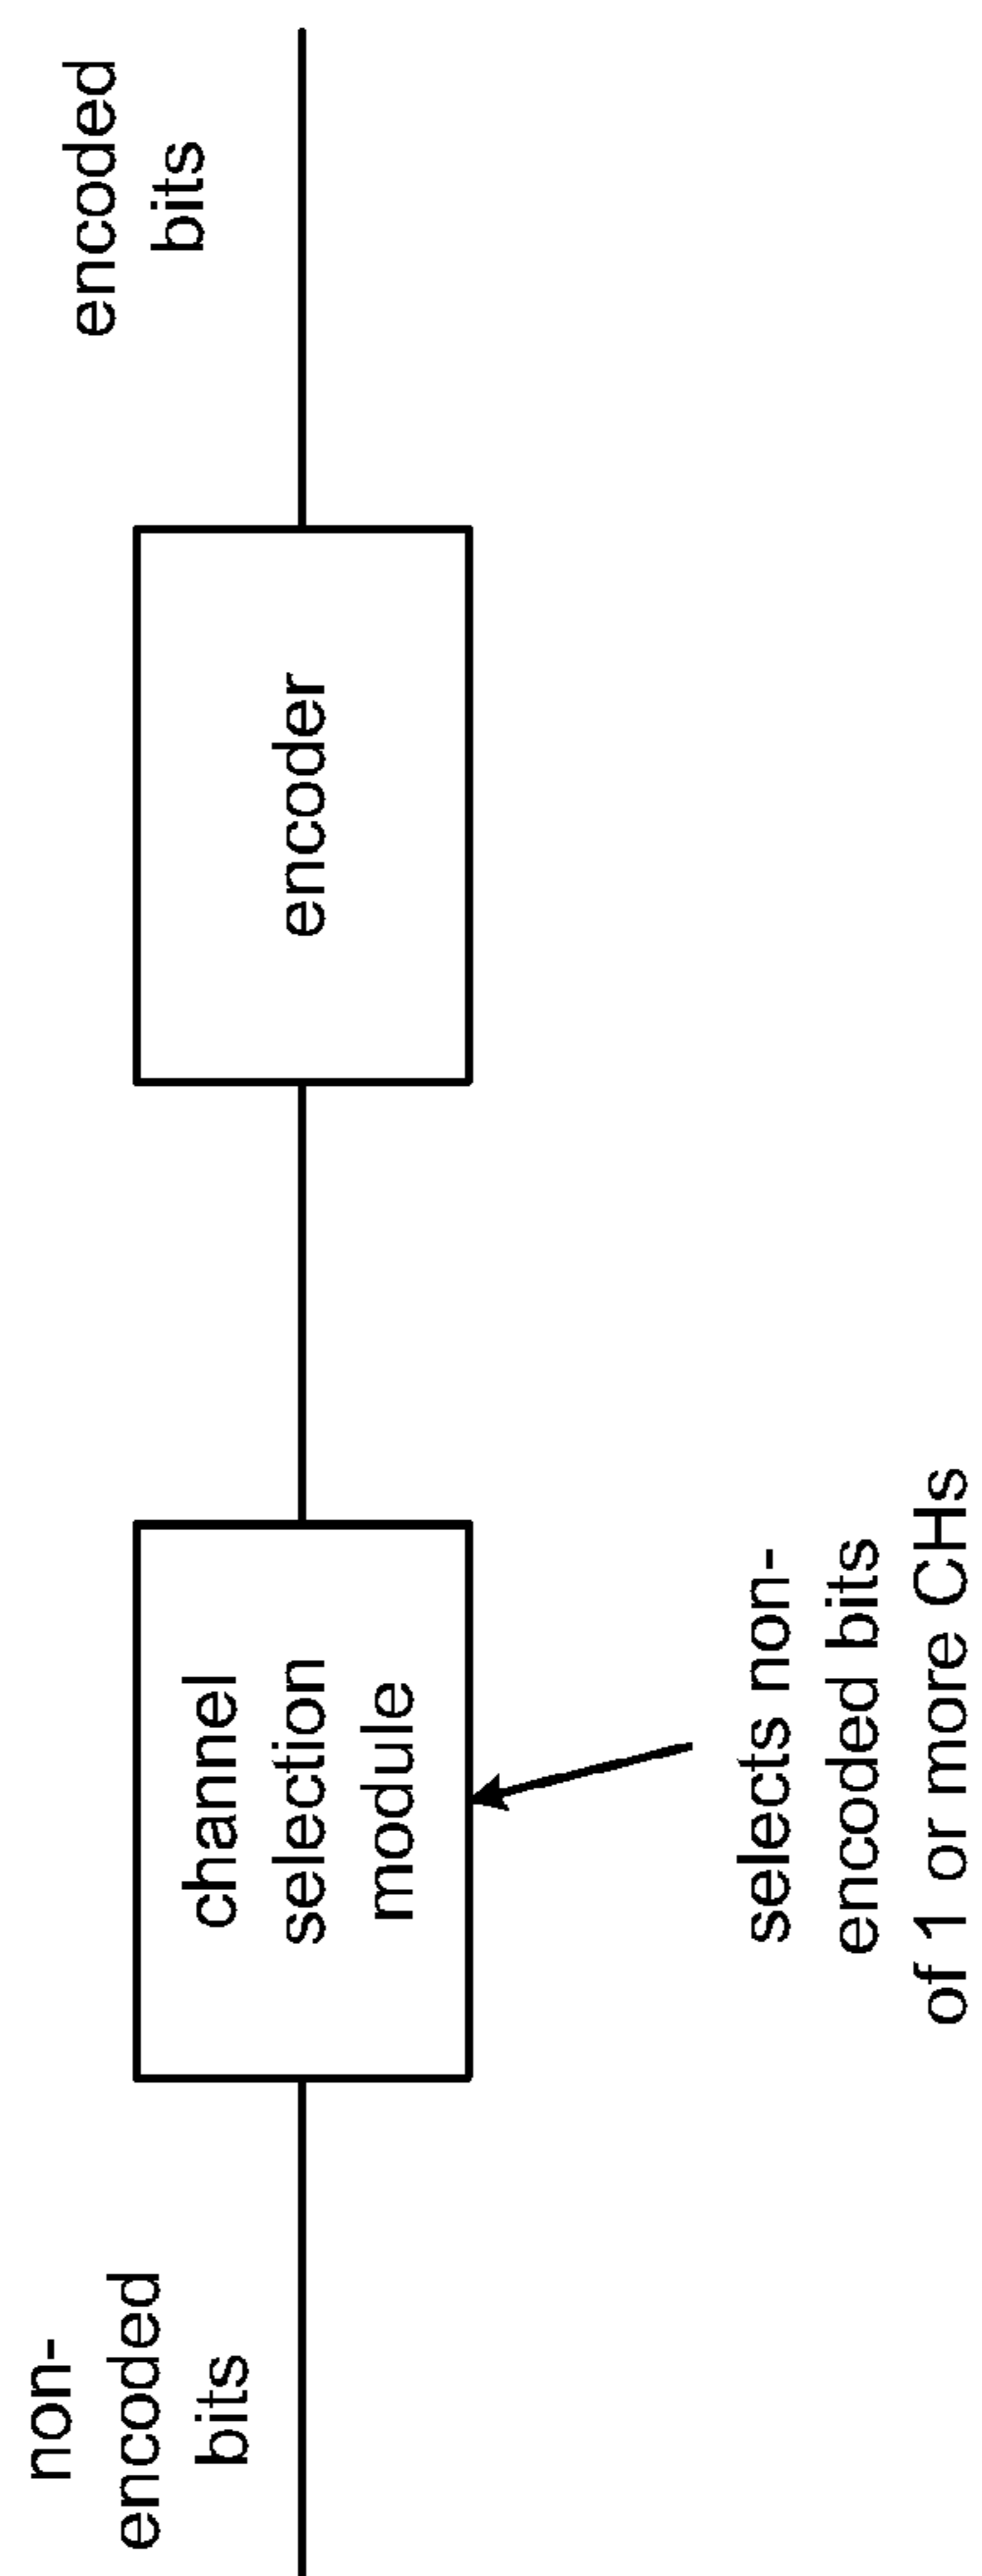 non-
encoded
bits
channel
selection
module
selects non-
encoded bits
of 1 or more CHs
encoder
encoded
bits